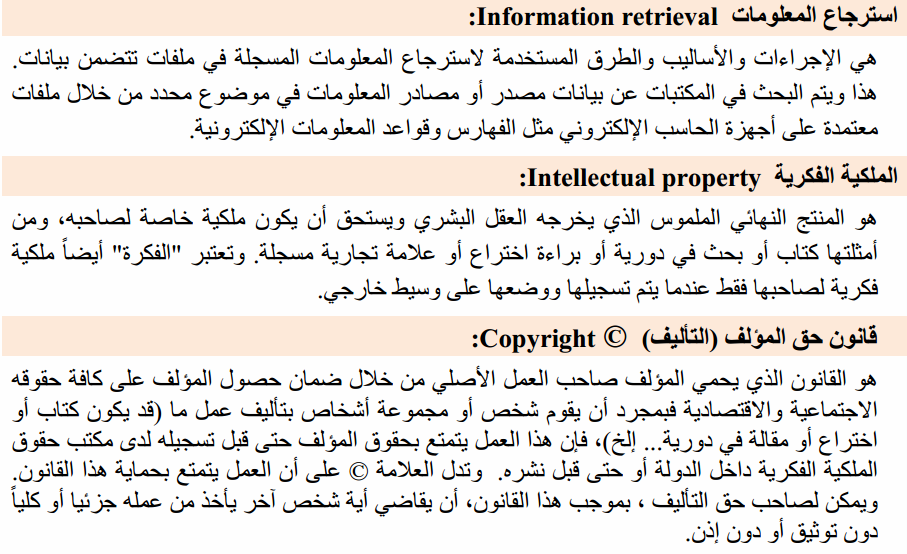 استرجاع المعلومات Information retrieval:
هي الإجراءات والأساليب والطرق المستخدمة لاسترجاع المعلومات المسجلة في ملفات تتضمن بيانات.
هذا ويتم البحث في المكتبات عن بيانات مصدر أو مصادر المعلومات في موضوع محدد من خلال ملفات
معتمدة على أجهزة الحاسب الإلكتروني مثل الفهارس وقواعد المعلومات الإلكترونية.
الملكية الفكرية Intellectual property:
هو المنتج النهائي الملموس الذي يخرجه العقل البشري ويستحق أن يكون ملكية خاصة لصاحبه، ومن
أمثلتها كتاب أو بحث في دورية أو براءة اختراع أو علامة تجارية مسجلة. وتعتبر "الفكرة" أيضاً ملكية
فكرية لصاحبها فقط عندما يتم تسجيلها ووضعها على وسيط خارجي.
قانون حق المؤلف (التأليف) © Copyright:
هو القانون الذي يحمي المؤلف صاحب العمل الأصلي من خلال ضمان حصول المؤلف على كافة حقوقه
الاجتماعية والاقتصادية فبمجرد أن يقوم شخص أو مجموعة أشخاص بتأليف عمل ما (قد يكون كتاب أو
اختراع أو مقالة في دورية... إلخ)، فإن هذا العمل يتمتع بحقوق المؤلف حتى قبل تسجيله لدى مكتب حقوق
الملكية الفكرية داخل الدولة أو حتى قبل نشره. وتدل العلامة © على أن العمل يتمتع بحماية هذا القانون.
ويمكن لصاحب حق التأليف ، بموجب هذا القانون، أن يقاضي أية شخص آخر يأخذ من عمله جزئيا أو كلياً
دون توثيق أو دون إذن.